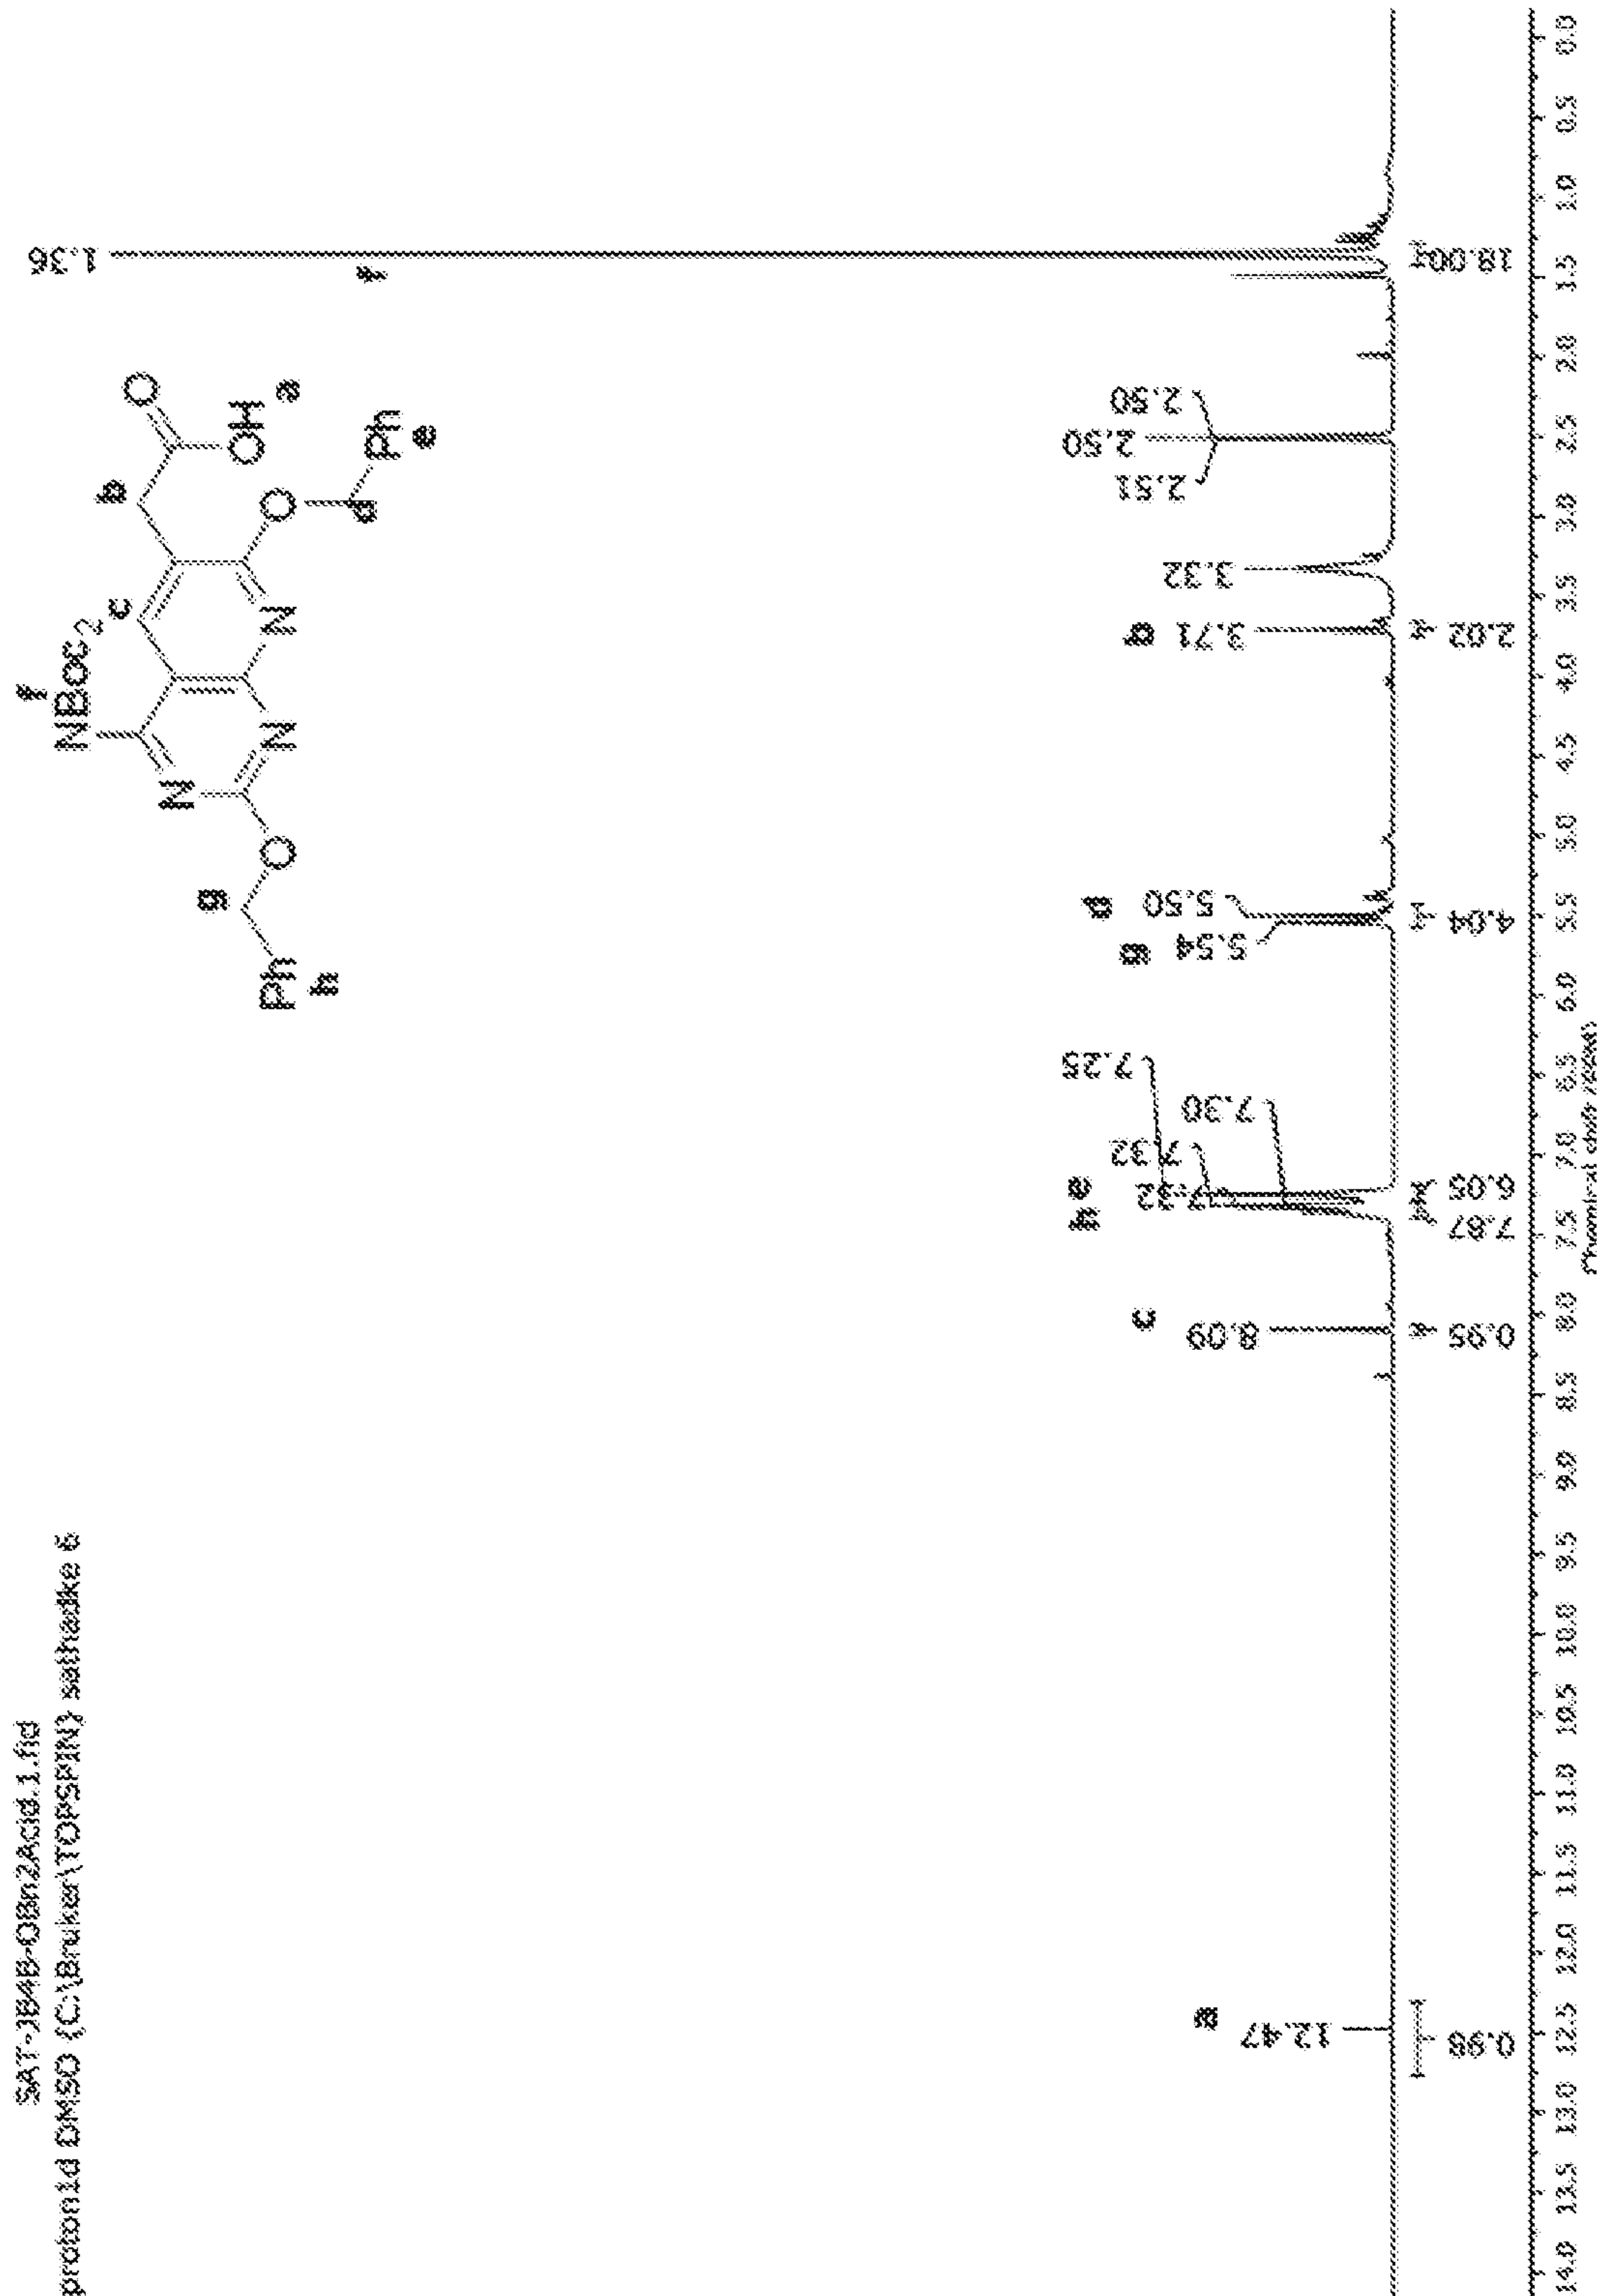 SAT-JB4B-OBn2Acid.1.fid
proton1d DMSO {C:\Bruker\TOPSPIN} sathadke 6
f
NBoc2
c
b
O
OH
a
N
N
N
O
O
g
d
Ph
h
Ph
e
1.36
f
a
12.47
c
8.09
h e
7.32
7.32
7.30
7.25
g
5.54
d
5.50
b
3.71
3.32
2.51
2.50
2.50
0.98
0.95
7.87
6.05
4.04
2.02
18.00
14.0 13.5 13.0 12.5 12.0 11.5 11.0 10.5 10.0 9.5 9.0 8.5 8.0 7.5 7.0 6.5 6.0 5.5 5.0 4.5 4.0 3.5 3.0 2.5 2.0 1.5 1.0 0.5 0.0
Chemical shift (ppm)